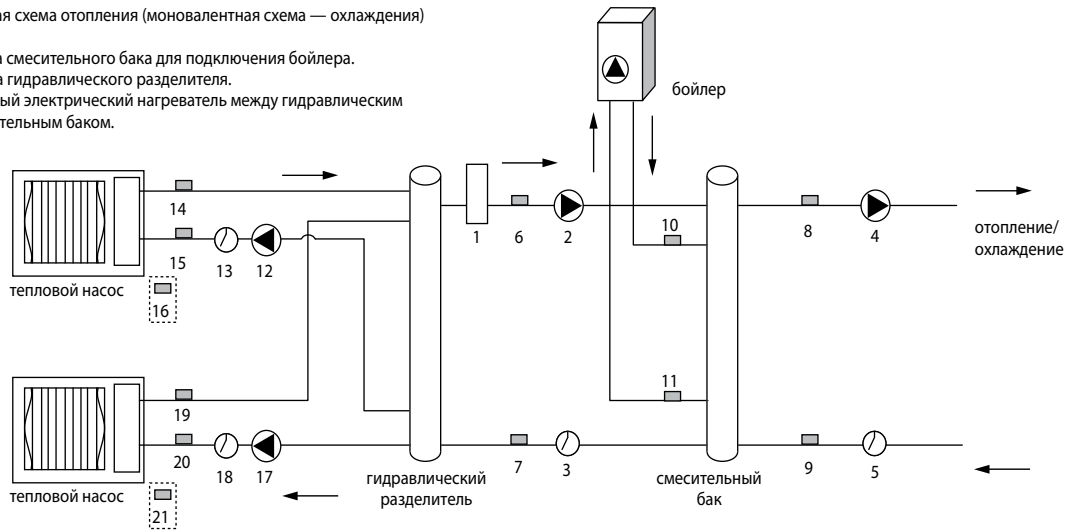 ая схема отопления (моновалентная схема — охлаждения)
а смесительного бака для подключения бойлера.
а гидравлического разделителя.
ный электрический нагреватель между гидравлическим
тельным баком.
бойлер
14
15
13
12
тепловой насос
16
1
6
2
10
8
4
отопление/
охлаждение
11
19
20
18
17
тепловой насос
21
гидравлический
разделитель
7
3
смесительный
бак
9
5